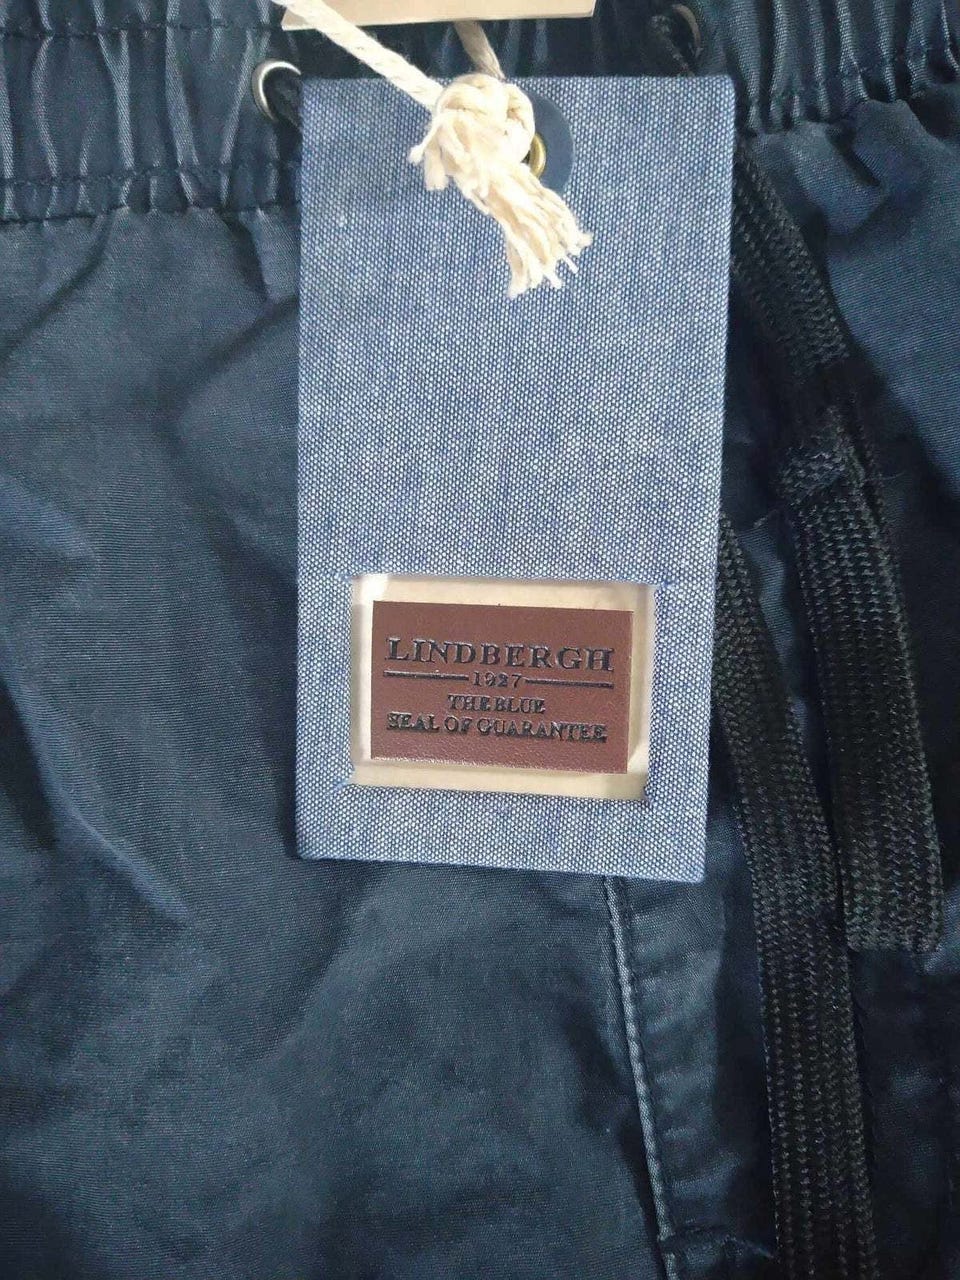 LINDBERGH
1927
THE BLUE
SEAL OF GUARANTEE